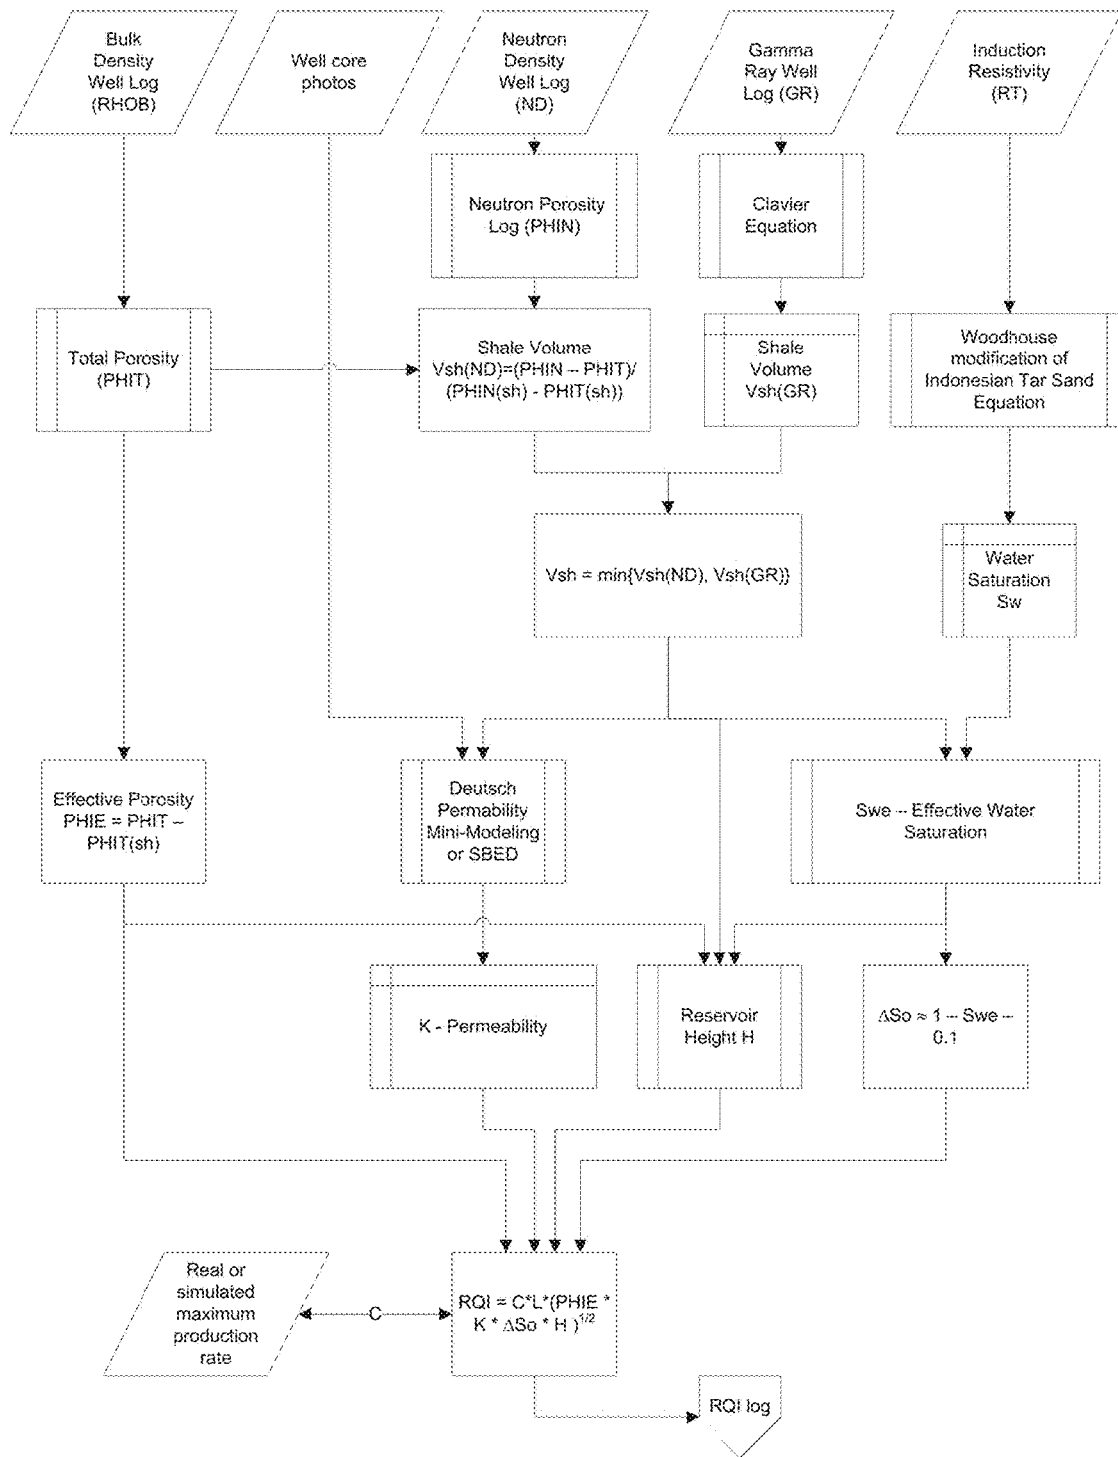 Bulk
Density
Well Log
(RHOB)
Well core
photos
Neutron
Density
Well Log
(ND)
Gamma
Ray Well
Log (GR)
Induction
Resistivity
(RT)
Neutron Porosity
Log (PHIN)
Clavier
Equation
Total Porosity
(PHIT)
Shale Volume
Vsh(ND)=(PHIN – PHIT)/
(PHIN(sh) - PHIT(sh))
Shale
Volume
Vsh(GR)
Woodhouse
modification of
Indonesian Tar Sand
Equation
Vsh = min{Vsh(ND), Vsh(GR)}
Water
Saturation
Sw
Effective Porosity
PHIE = PHIT –
PHIT(sh)
Deutsch
Permability
Mini-Modeling
or SBED
Swe – Effective Water
Saturation
K - Permeability
Reservoir
Height H
ΔSo ≈ 1 – Swe –
0.1
Real or
simulated
maximum
production
rate
C
RQI = C*L*(PHIE *
K * ΔSo * H )^1/2
RQI log